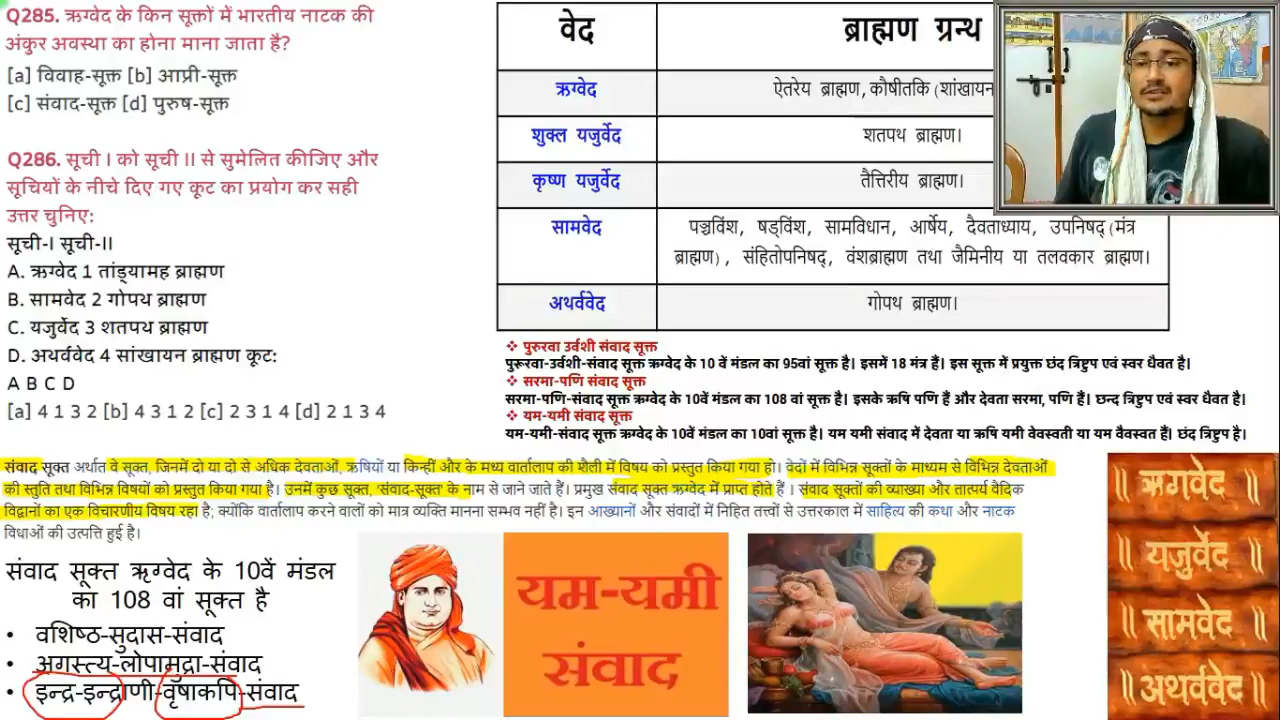 Q285. ऋग्वेद के किन सूक्तों में भारतीय नाटक की
अंकुर अवस्था का होना माना जाता है?
[a] विवाह-सूक्त [b] आप्री-सूक्त
[c] संवाद-सूक्त [d] पुरुष-सूक्त
Q286. सूची I को सूची II से सुमेलित कीजिए और
सूचियों के नीचे दिए गए कूट का प्रयोग कर सही
उत्तर चुनिए:
सूची-I सूची-II
A. ऋग्वेद 1 तांड्यामह ब्राह्मण
B. सामवेद 2 गोपथ ब्राह्मण
C. यजुर्वेद 3 शतपथ ब्राह्मण
D. अथर्ववेद 4 सांखायन ब्राह्मण कूट:
A B C D
[a] 4 1 3 2 [b] 4 3 1 2 [c] 2 3 1 4 [d] 2 1 3 4
वेद ब्राह्मण ग्रन्थ
ऋग्वेद ऐतरेय ब्राह्मण, कौषीतकि (शांखायन
शुक्ल यजुर्वेद शतपथ ब्राह्मण।
कृष्ण यजुर्वेद तैत्तिरीय ब्राह्मण।
सामवेद पञ्चविंश, षड्विंश, सामविधान, आर्षेय, दैवताध्याय, उपनिषद् (मंत्र
ब्राह्मण), संहितोपनिषद्, वंशब्राह्मण तथा जैमिनीय या तलवकार ब्राह्मण।
अथर्ववेद गोपथ ब्राह्मण।
❖ पुरुरवा उर्वशी संवाद सूक्त
पुरूरवा-उर्वशी-संवाद सूक्त ऋग्वेद के 10 वें मंडल का 95वां सूक्त है। इसमें 18 मंत्र हैं। इस सूक्त में प्रयुक्त छंद त्रिष्टुप एवं स्वर धैवत है।
❖ सरमा-पणि संवाद सूक्त
सरमा-पणि-संवाद सूक्त ऋग्वेद के 10वें मंडल का 108 वां सूक्त है। इसके ऋषि पणि हैं और देवता सरमा, पणि हैं। छन्द त्रिष्टुप एवं स्वर धैवत है।
❖ यम-यमी संवाद सूक्त
यम-यमी-संवाद सूक्त ऋग्वेद के 10वें मंडल का 10वां सूक्त है। यम यमी संवाद में देवता या ऋषि यमी वेवस्वती या यम वैवस्वत हैं। छंद त्रिष्टुप है।
संवाद सूक्त अर्थात वे सूक्त, जिनमें दो या दो से अधिक देवताओं, ऋषियों या किन्हीं और के मध्य वार्तालाप की शैली में विषय को प्रस्तुत किया गया हो। वेदों में विभिन्न सूक्तों के माध्यम से विभिन्न देवताओं
की स्तुति तथा विभिन्न विषयों को प्रस्तुत किया गया है। उनमें कुछ सूक्त, 'संवाद-सूक्त' के नाम से जाने जाते हैं। प्रमुख संवाद सूक्त ऋग्वेद में प्राप्त होते हैं । संवाद सूक्तों की व्याख्या और तात्पर्य वैदिक
विद्वानों का एक विचारणीय विषय रहा है; क्योंकि वार्तालाप करने वालों को मात्र व्यक्ति मानना सम्भव नहीं है। इन आख्यानों और संवादों में निहित तत्त्वों से उत्तरकाल में साहित्य की कथा और नाटक
विधाओं की उत्पत्ति हुई है।
संवाद सूक्त ऋग्वेद के 10वें मंडल
का 108 वां सूक्त है
• वशिष्ठ-सुदास-संवाद
• अगस्त्य-लोपामुद्रा-संवाद
• इन्द्र-इन्द्राणी-वृषाकपि-संवाद
यम-यमी
संवाद
॥ ऋगवेद ॥
॥ यजुर्वेद ॥
॥ सामवेद ॥
॥ अथर्ववेद ॥